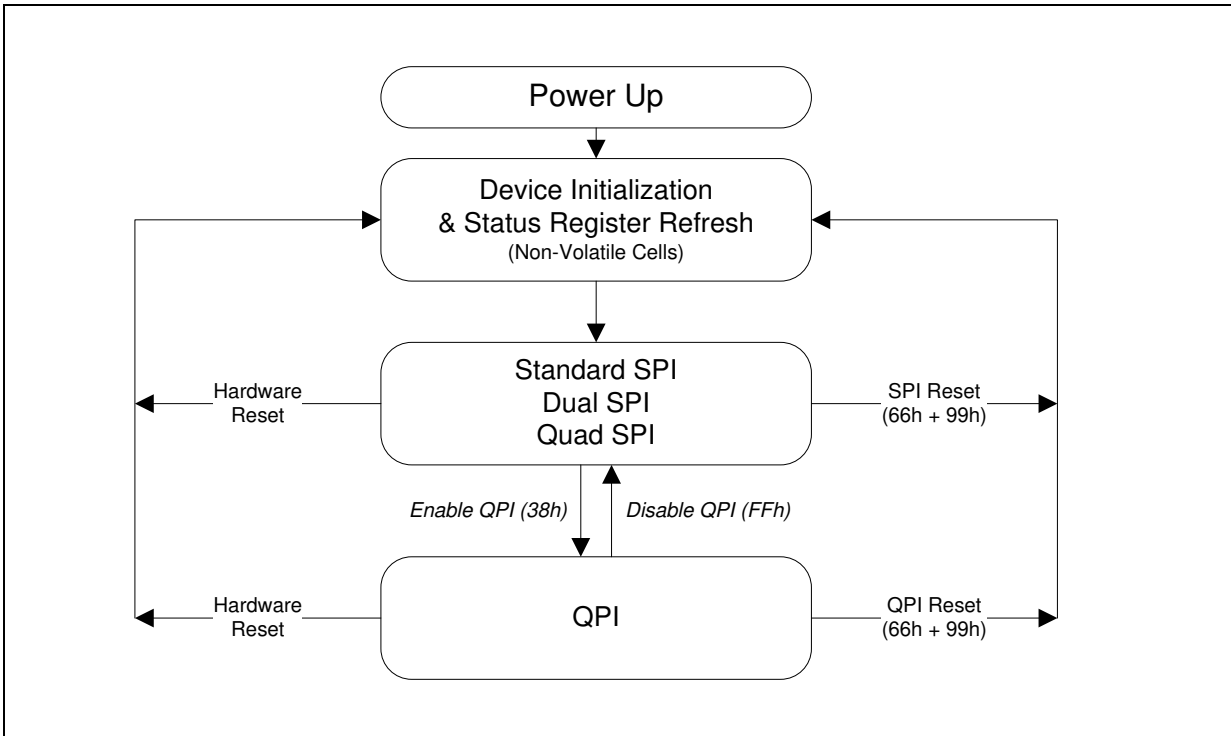 Power Up
Device Initialization
& Status Register Refresh
(Non-Volatile Cells)
Standard SPI
Dual SPI
Quad SPI
Hardware
Reset
SPI Reset
(66h + 99h)
Enable QPI (38h)
Disable QPI (FFh)
Hardware
Reset
QPI
QPI Reset
(66h + 99h)